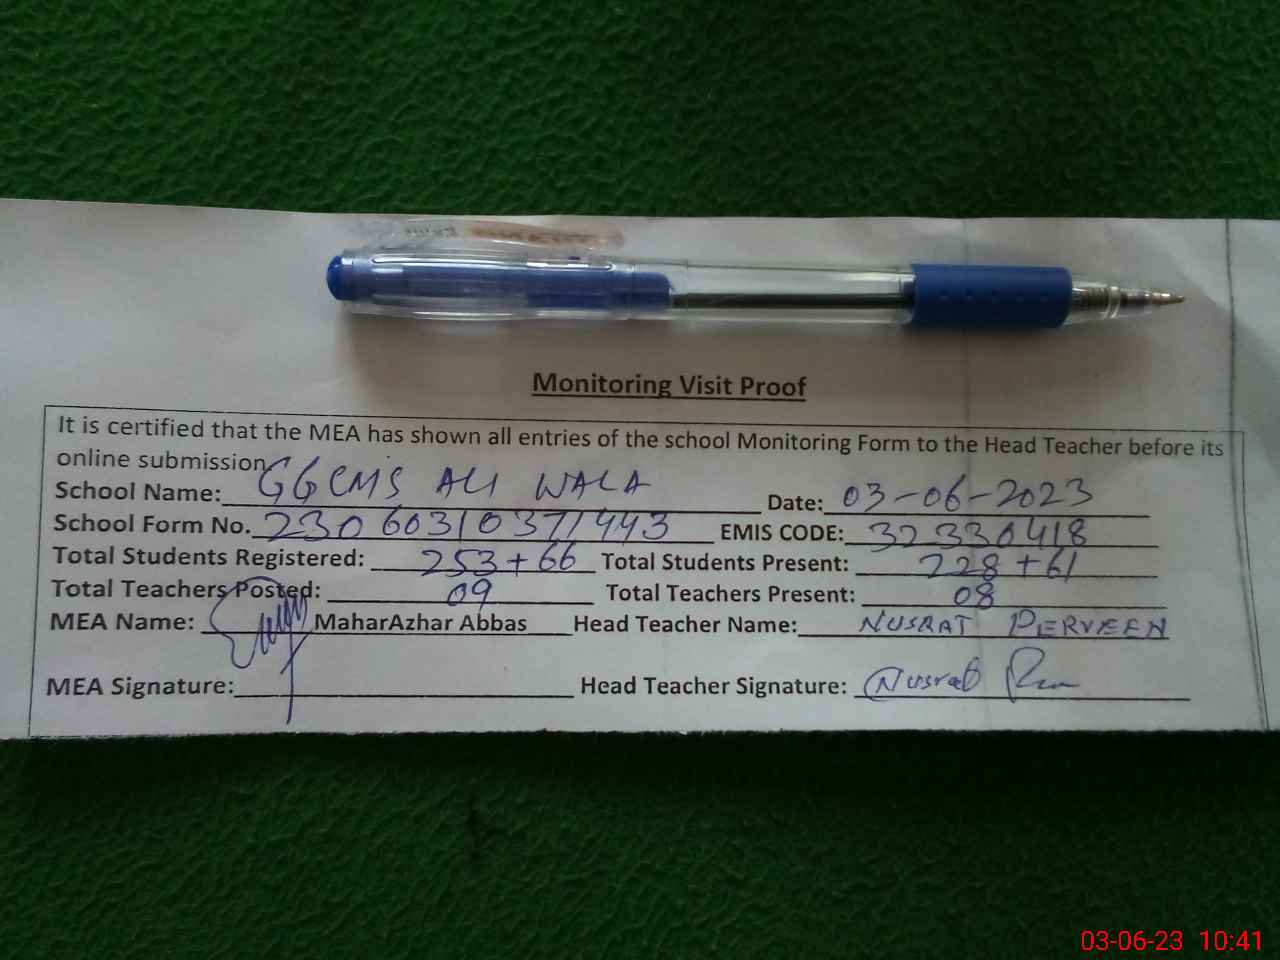 Monitoring Visit Proof
It is certified that the MEA has shown all entries of the school Monitoring Form to the Head Teacher before its
online submission.
School Name: GGCMS ALI WALA Date: 03-06-2023
School Form No. 23060310371443 EMIS CODE: 32330418
Total Students Registered: 253+66 Total Students Present: 228+61
Total Teachers Posted: 09 Total Teachers Present: 08
MEA Name: MaharAzhar Abbas Head Teacher Name: NUSRAT PERVEEN
MEA Signature: Head Teacher Signature: Nusrat
03-06-23 10:41